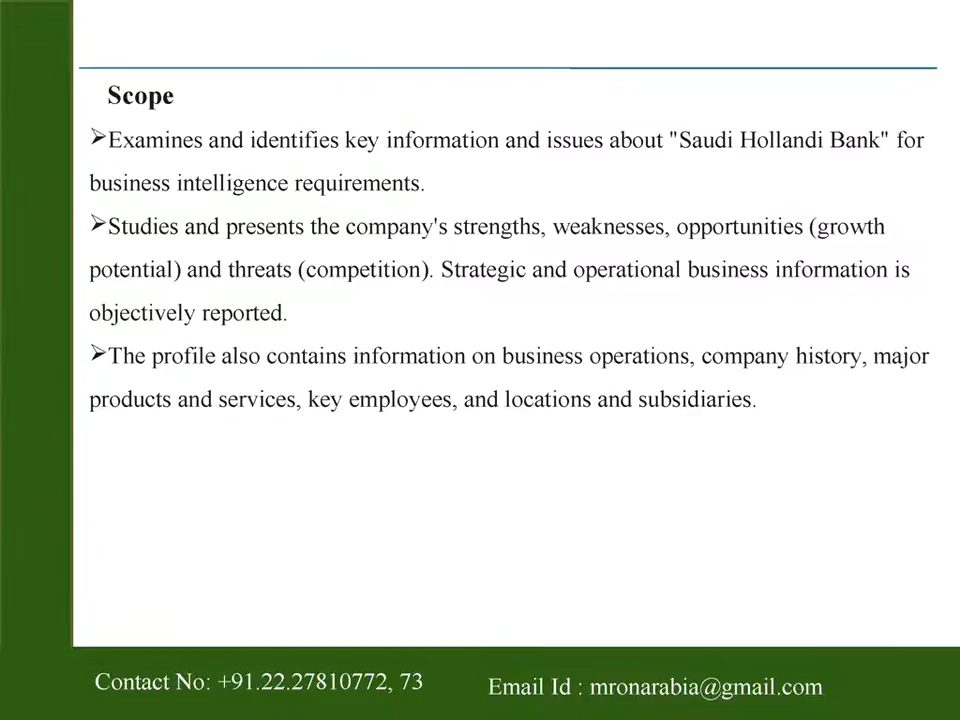 Scope
➢Examines and identifies key information and issues about "Saudi Hollandi Bank" for
business intelligence requirements.
➢Studies and presents the company's strengths, weaknesses, opportunities (growth
potential) and threats (competition). Strategic and operational business information is
objectively reported.
➢The profile also contains information on business operations, company history, major
products and services, key employees, and locations and subsidiaries.
Contact No: +91.22.27810772, 73
Email Id : mronarabia@gmail.com